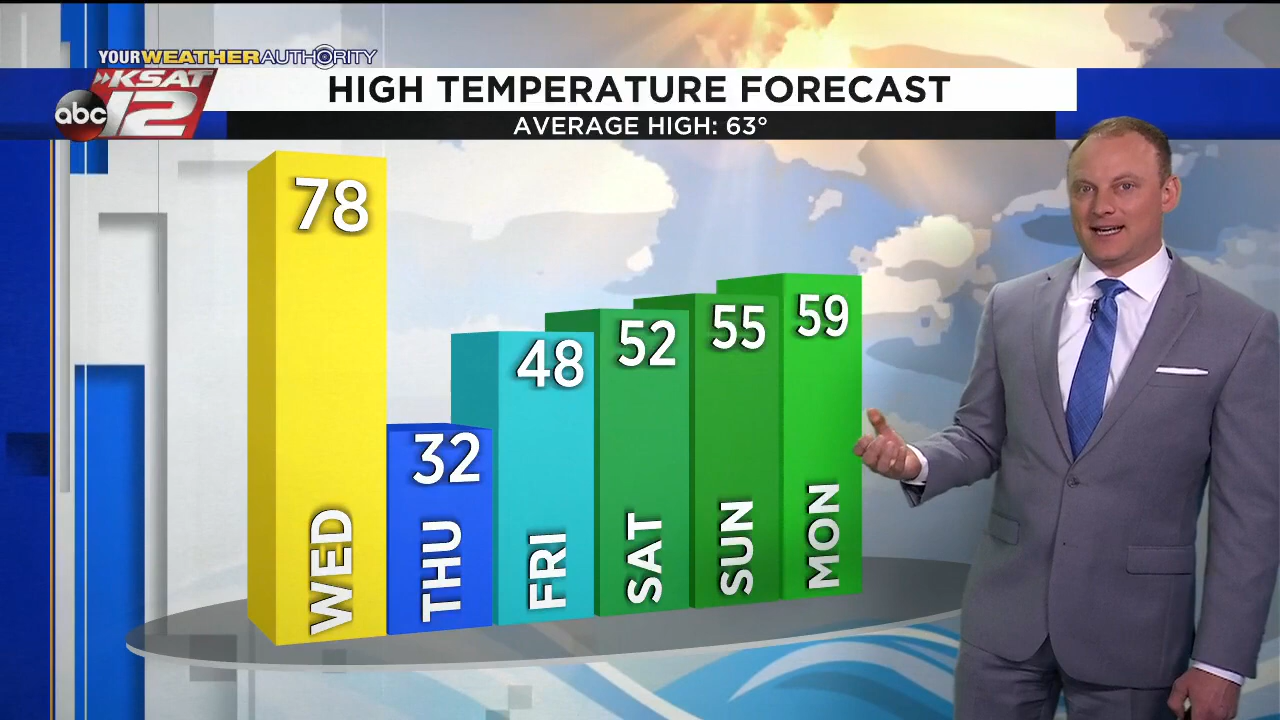 YOURWEATHERAUTHORITY
KSAT
abc 12
HIGH TEMPERATURE FORECAST
AVERAGE HIGH: 63°
78 32 48 52 55 59
WED THU FRI SAT SUN MON